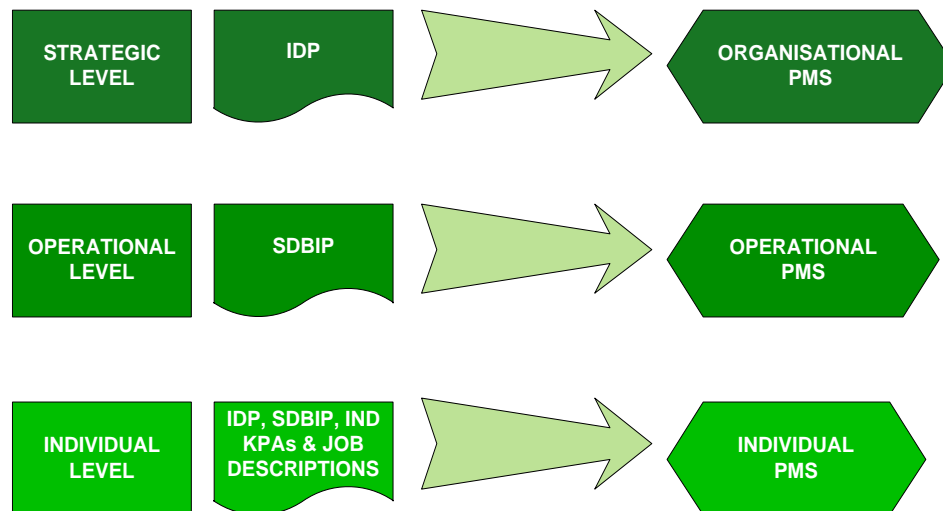 STRATEGIC
LEVEL
IDP
ORGANISATIONAL
PMS
OPERATIONAL
LEVEL
SDBIP
OPERATIONAL
PMS
INDIVIDUAL
LEVEL
IDP, SDBIP, IND
KPAs & JOB
DESCRIPTIONS
INDIVIDUAL
PMS